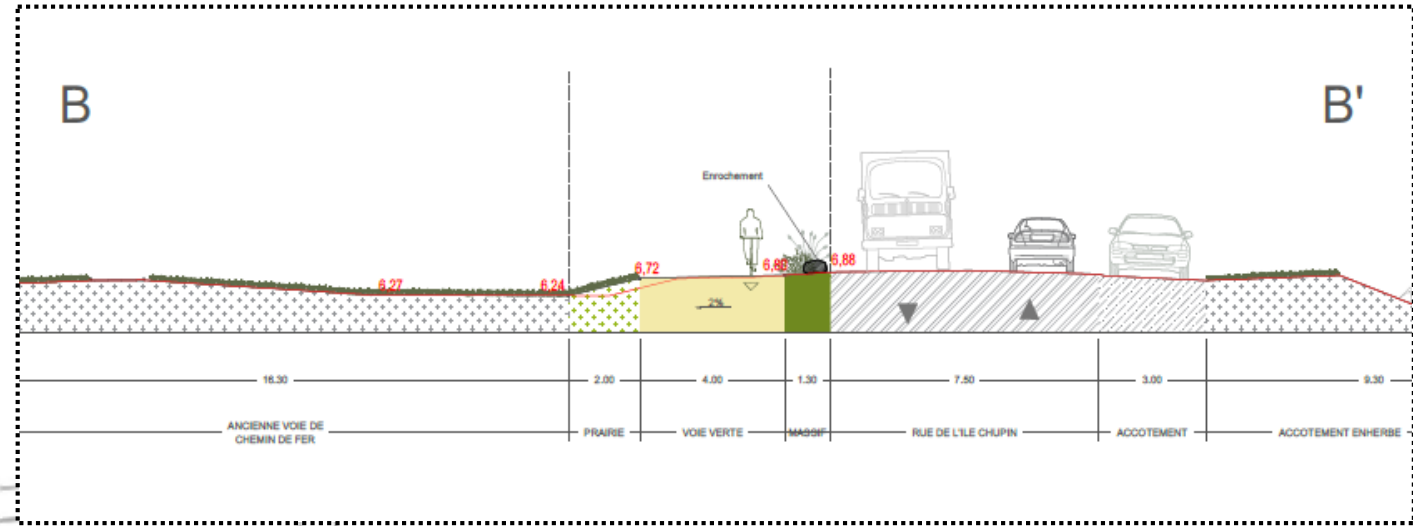 B
B'
Enrochement
6,27
6,24
6,72
6,88
2%
16.30
2.00
4.00
1.30
7.50
3.00
9.30
ANCIENNE VOIE DE
CHEMIN DE FER
PRAIRIE
VOIE VERTE
MASSIF
RUE DE L'ILE CHUPIN
ACCOTEMENT
ACCOTEMENT ENHERBE